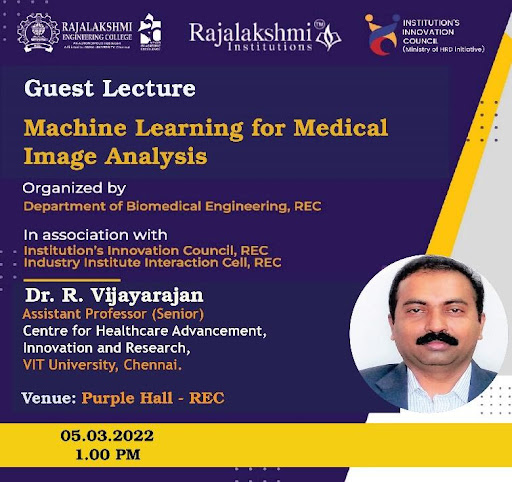 RAJALAKSHMI
ENGINEERING COLLEGE
Rajalakshmi
Institutions
INSTITUTION'S
INNOVATION
COUNCIL
(Ministry of HRD Initiative)
Guest Lecture
Machine Learning for Medical
Image Analysis
Organized by
Department of Biomedical Engineering, REC
In association with
Institution's Innovation Council, REC
Industry Institute Interaction Cell, REC
Dr. R. Vijayarajan
Assistant Professor (Senior)
Centre for Healthcare Advancement,
Innovation and Research,
VIT University, Chennai.
Venue: Purple Hall - REC
05.03.2022
1.00 PM